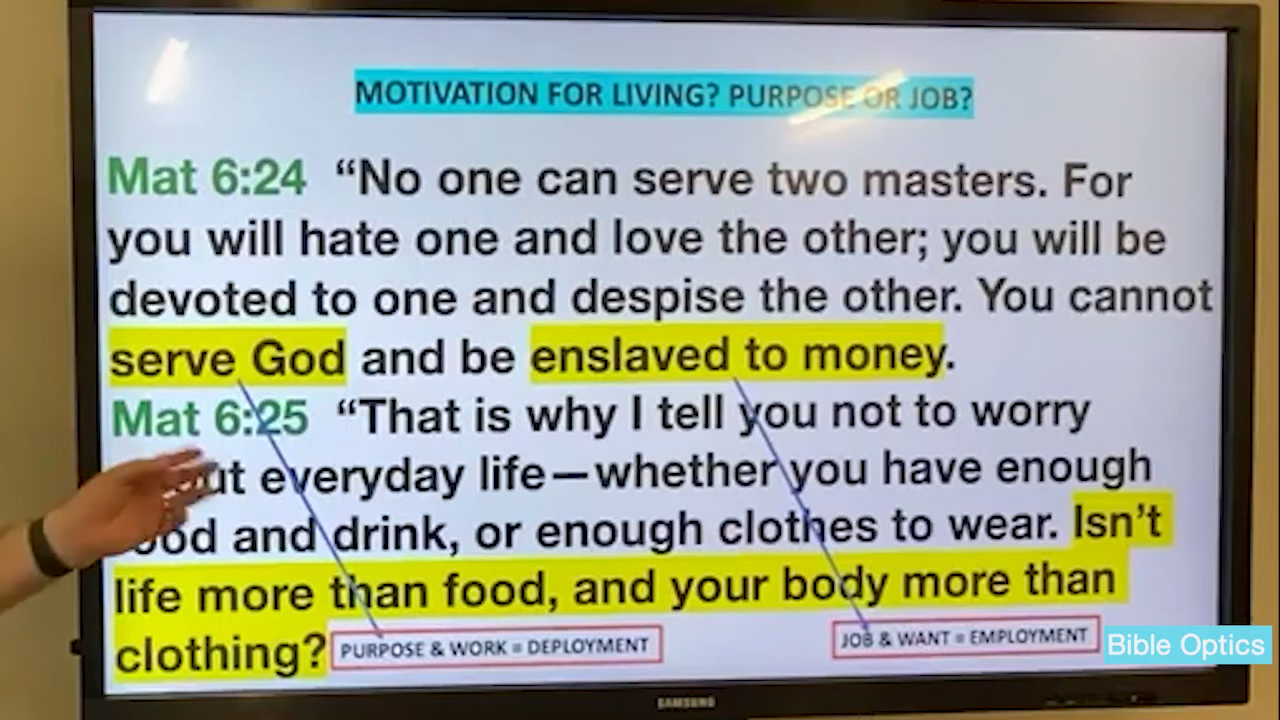 MOTIVATION FOR LIVING? PURPOSE OR JOB?
Mat 6:24 “No one can serve two masters. For
you will hate one and love the other; you will be
devoted to one and despise the other. You cannot
serve God and be enslaved to money.
Mat 6:25 “That is why I tell you not to worry
everyday life—whether you have enough
and drink, or enough clothes to wear. Isn’t
life more than food, and your body more than
clothing?
PURPOSE & WORK = DEPLOYMENT
JOB & WANT = EMPLOYMENT
Bible Optics
SAMSUNG